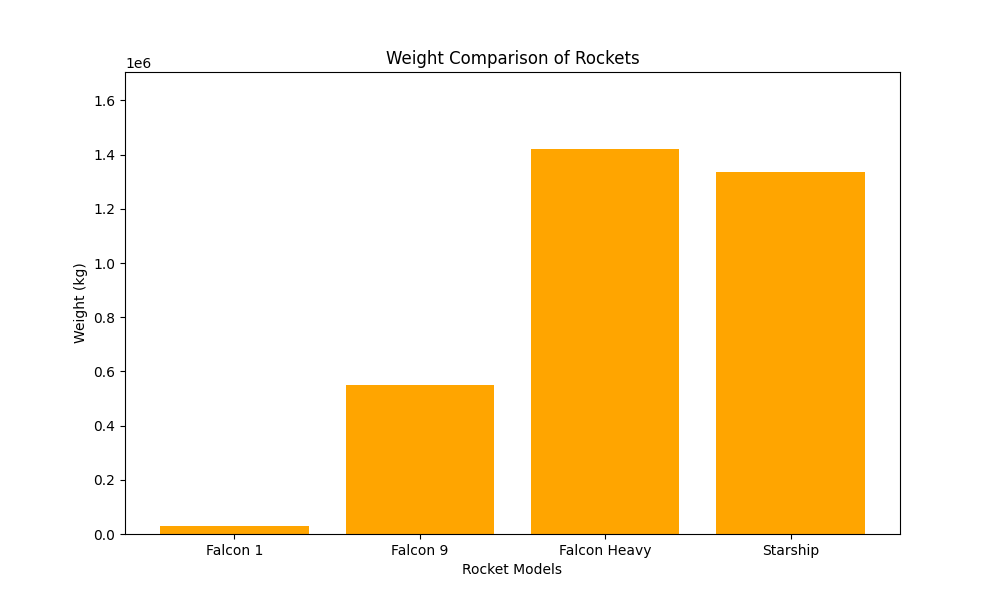 Weight Comparison of Rockets
1e6
1.6
1.4
1.2
1.0
0.8
0.6
0.4
0.2
0.0
Weight (kg)
Falcon 1 Falcon 9 Falcon Heavy Starship
Rocket Models